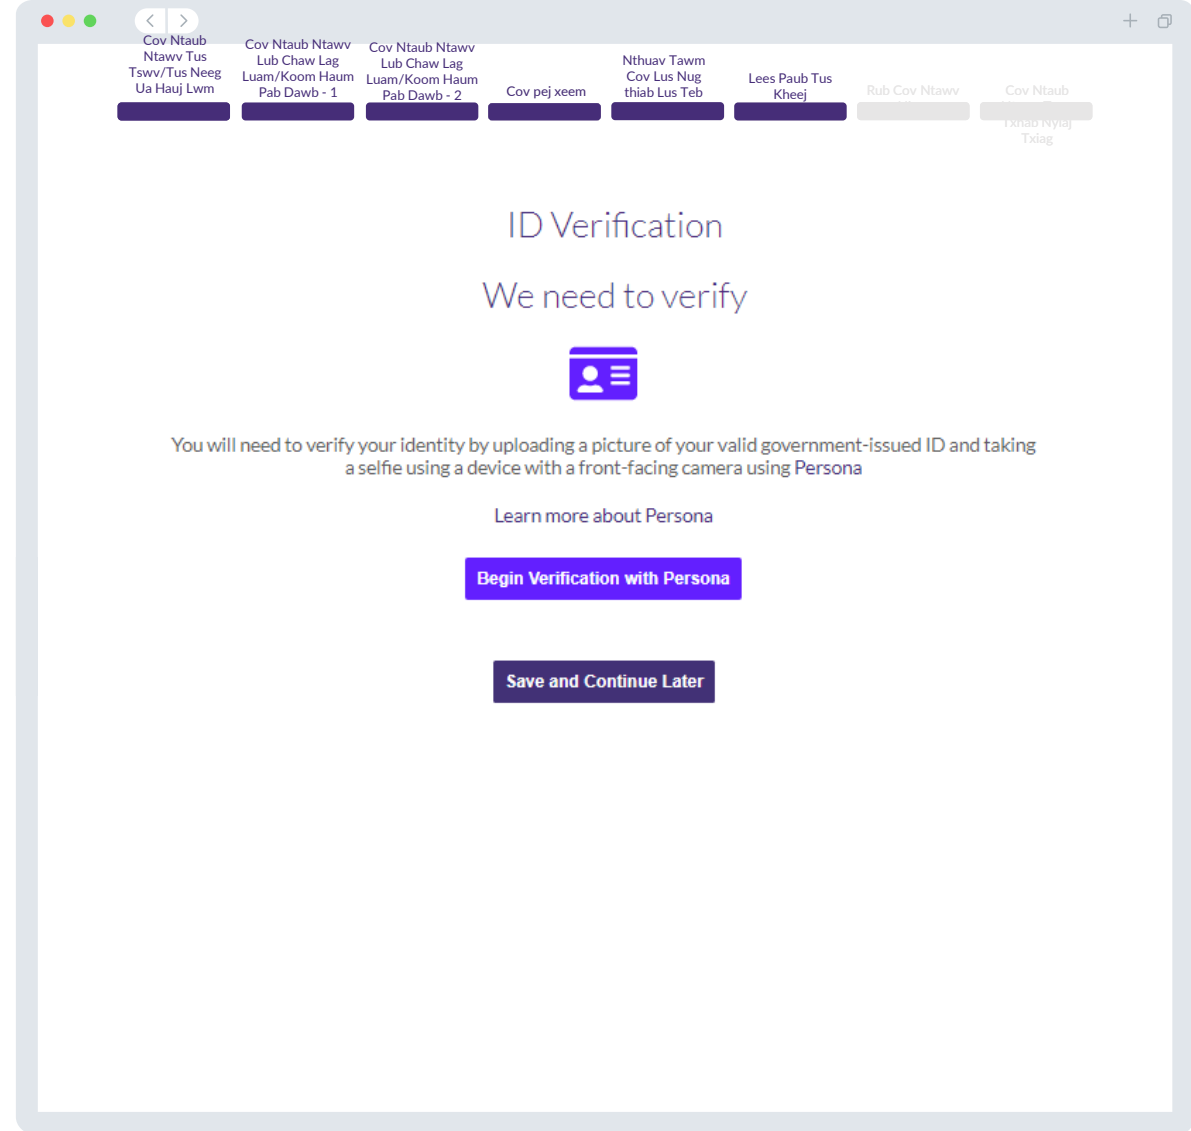 Cov Ntaub
Ntawv Tus
Tswv/Tus Neeg
Ua Hauj Lwm
Cov Ntaub Ntawv
Lub Chaw Lag
Luam/Koom Haum
Pab Dawb - 1
Cov Ntaub Ntawv
Lub Chaw Lag
Luam/Koom Haum
Pab Dawb - 2
Cov pej xeem
Nthuav Tawm
Cov Lus Nug
thiab Lus Teb
Lees Paub Tus
Kheej
Rub Cov Ntawv
Cov Ntaub
Txhab Nyiaj
Txiag
ID Verification
We need to verify
You will need to verify your identity by uploading a picture of your valid government-issued ID and taking
a selfie using a device with a front-facing camera using Persona
Learn more about Persona
Begin Verification with Persona
Save and Continue Later